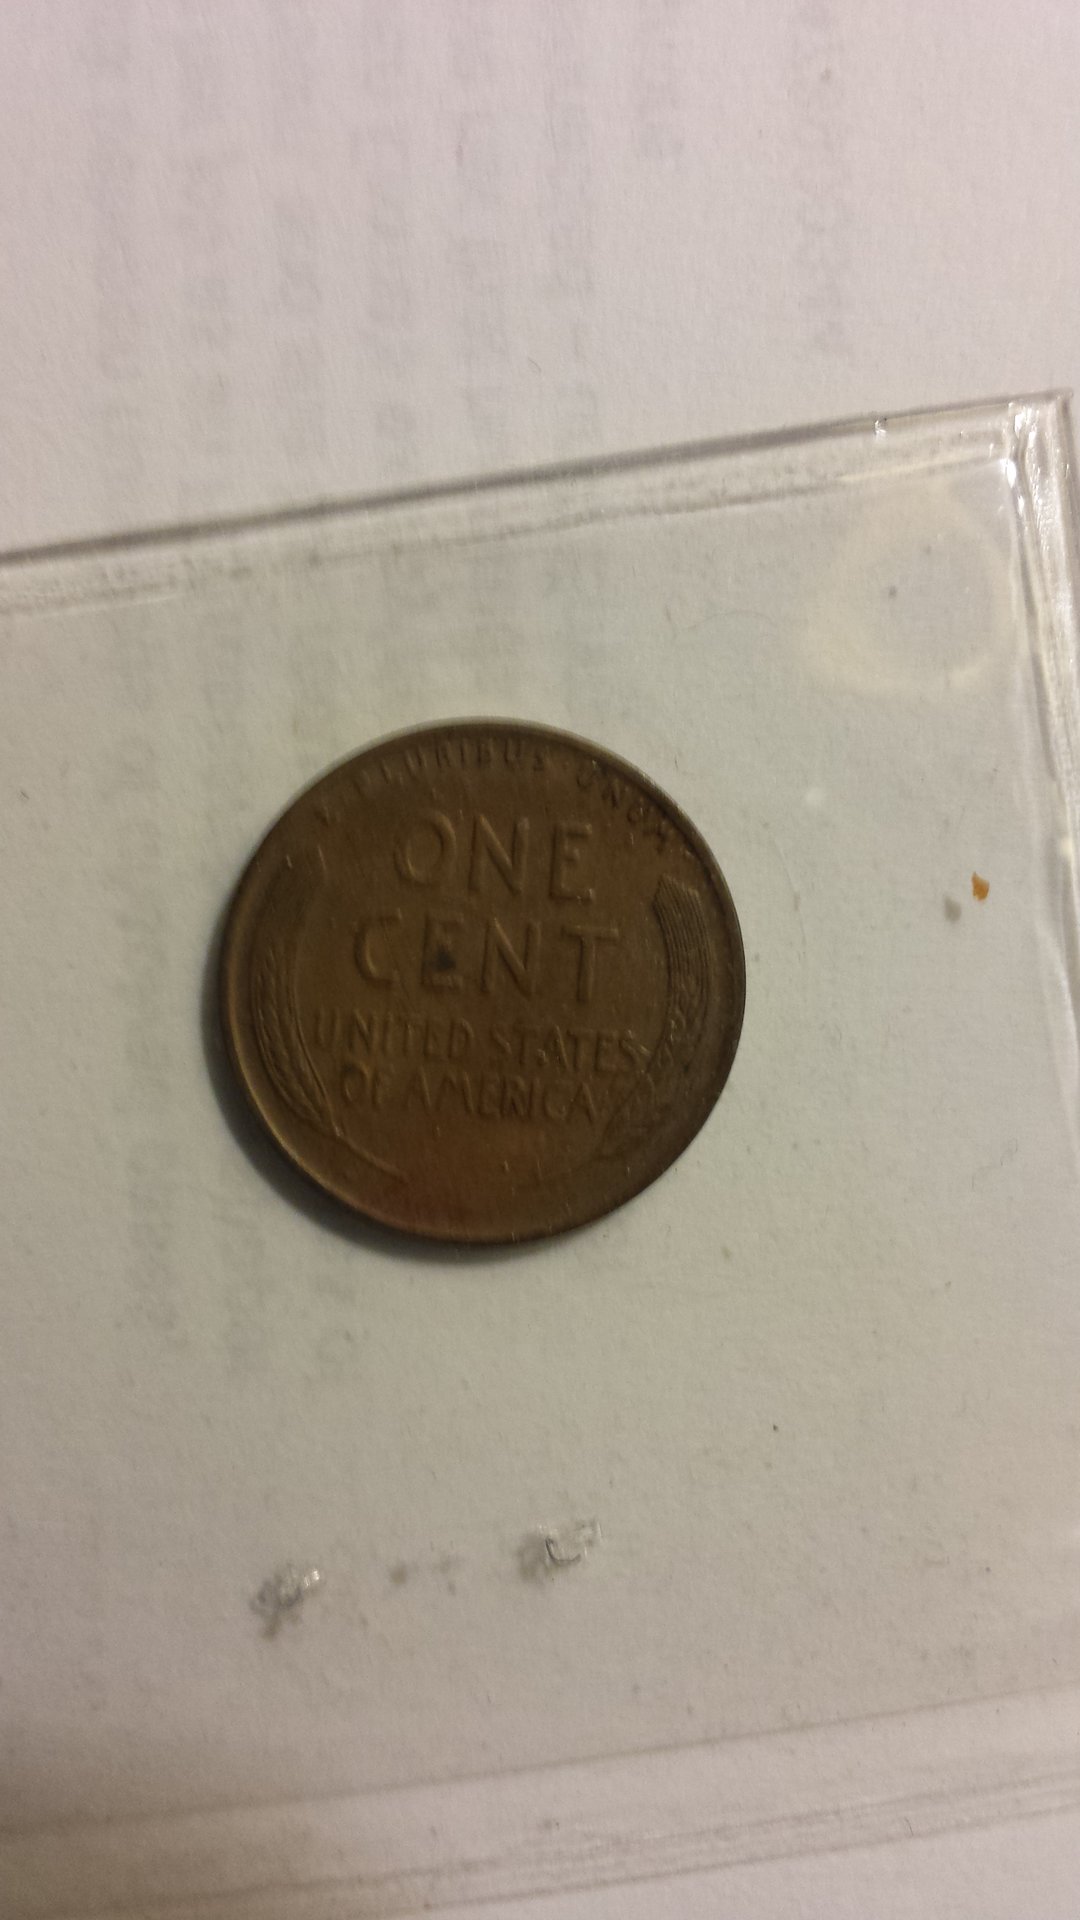 E PLURIBUS UNUM
ONE
CENT
UNITED STATES
OF AMERICA